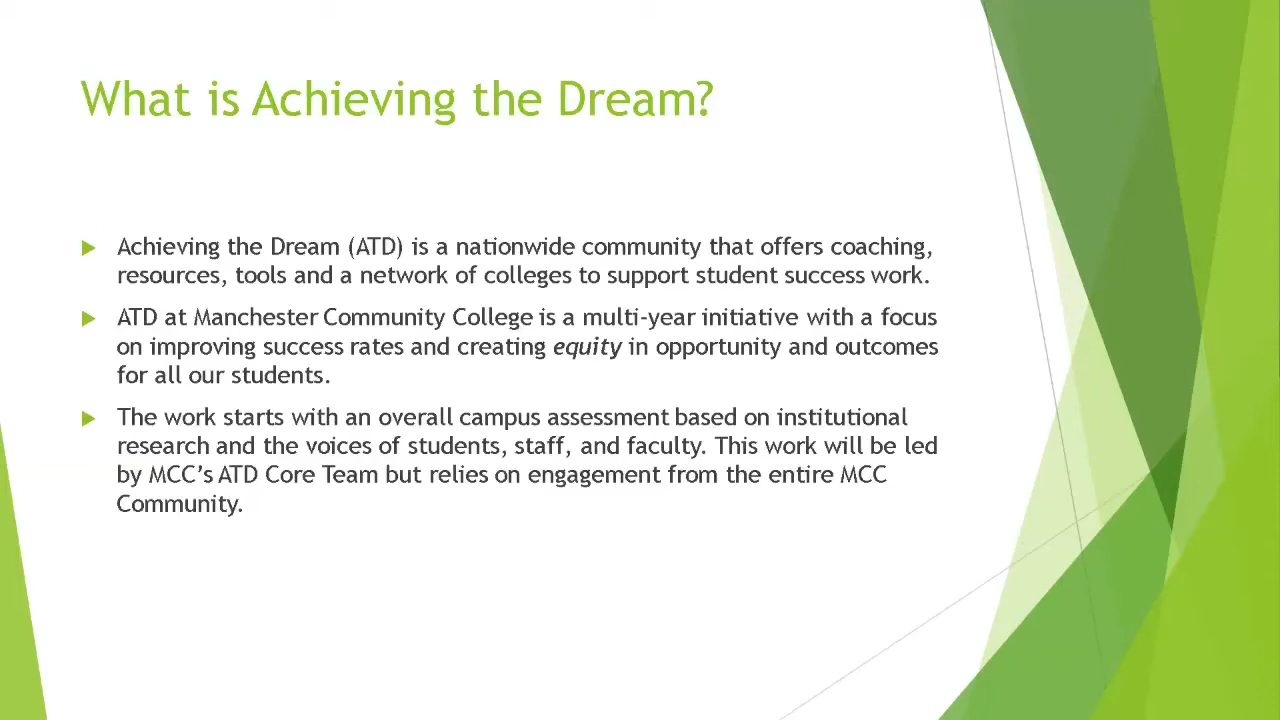 What is Achieving the Dream?
Achieving the Dream (ATD) is a nationwide community that offers coaching,
resources, tools and a network of colleges to support student success work.
ATD at Manchester Community College is a multi-year initiative with a focus
on improving success rates and creating equity in opportunity and outcomes
for all our students.
The work starts with an overall campus assessment based on institutional
research and the voices of students, staff, and faculty. This work will be led
by MCC's ATD Core Team but relies on engagement from the entire MCC
Community.